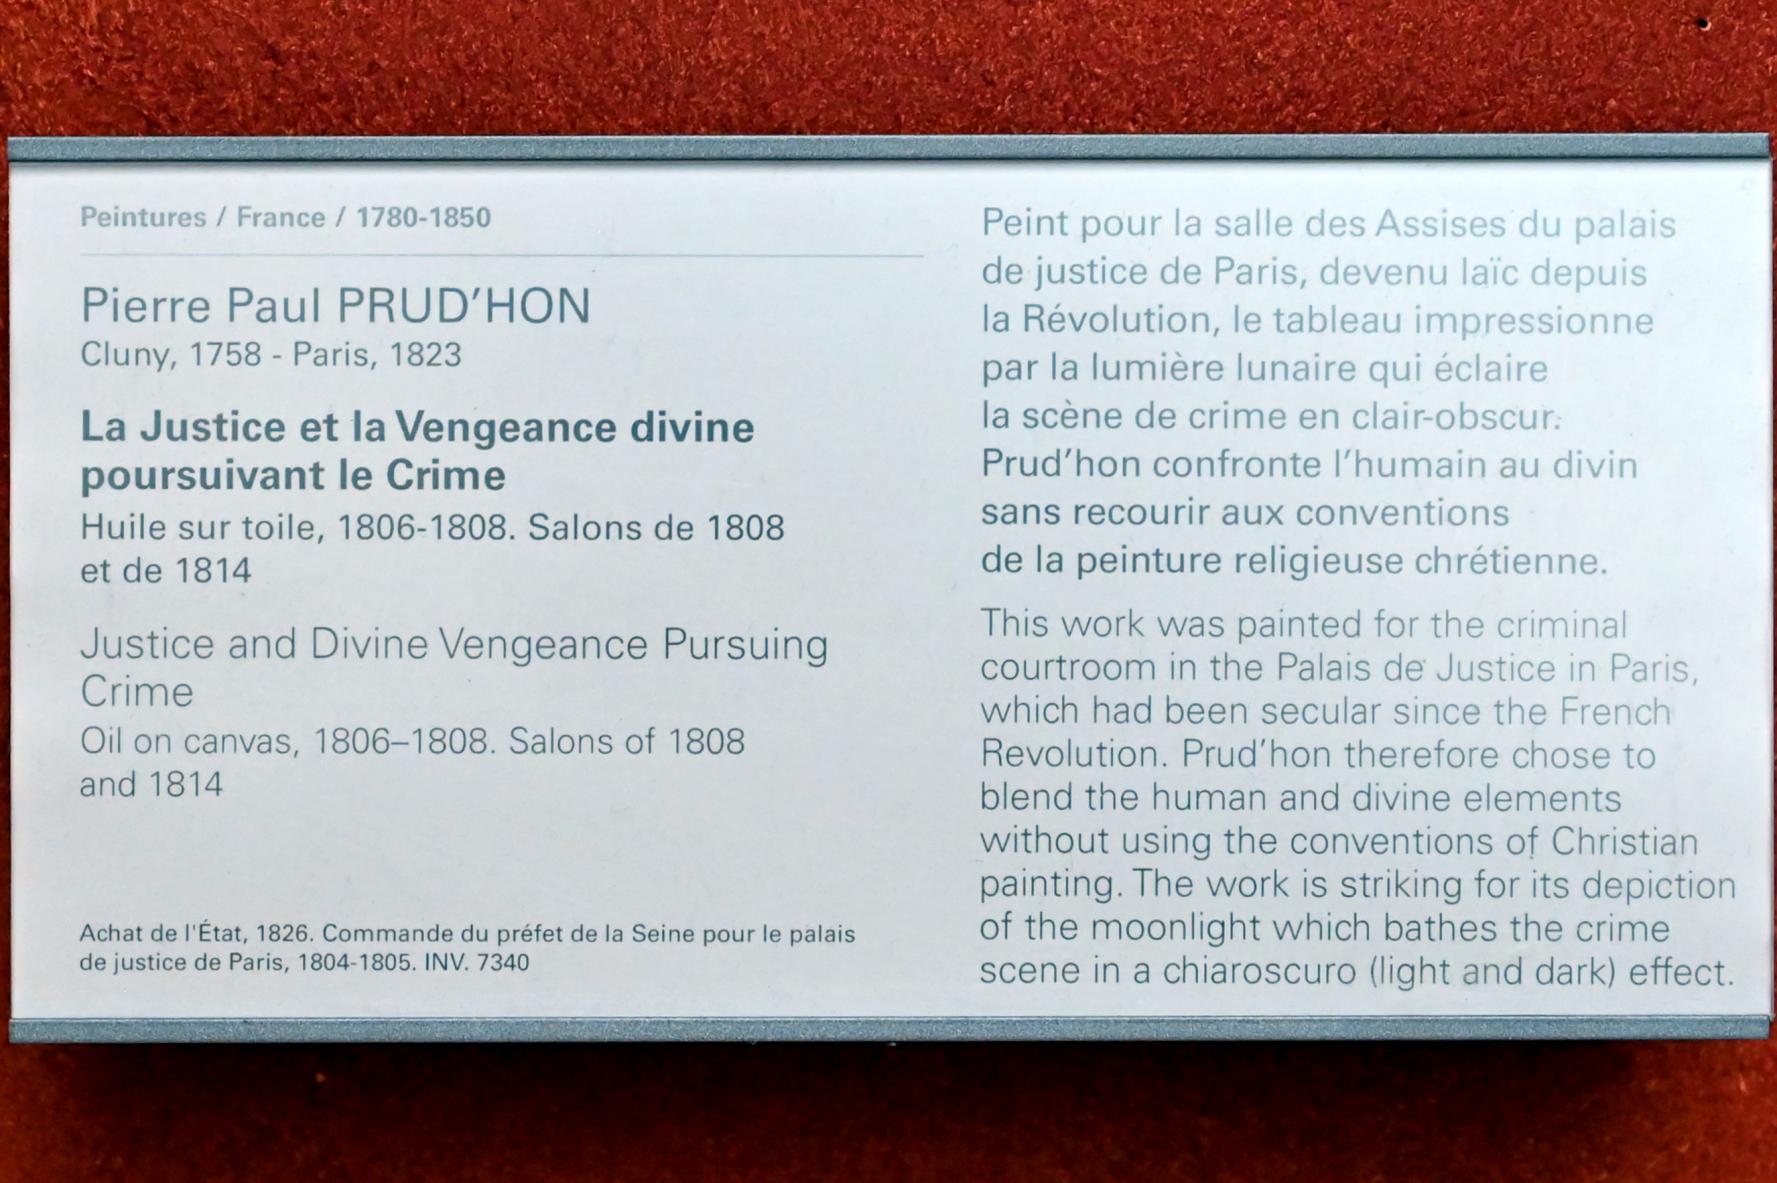 Peintures / France / 1780-1850
Pierre Paul PRUD'HON
Cluny, 1758 - Paris, 1823
La Justice et la Vengeance divine
poursuivant le Crime
Huile sur toile, 1806-1808. Salons de 1808
et de 1814
Justice and Divine Vengeance Pursuing
Crime
Oil on canvas, 1806–1808. Salons of 1808
and 1814
Achat de l'État, 1826. Commande du préfet de la Seine pour le palais
de justice de Paris, 1804-1805. INV. 7340
Peint pour la salle des Assises du palais
de justice de Paris, devenu laïc depuis
la Révolution, le tableau impressionne
par la lumière lunaire qui éclaire
la scène de crime en clair-obscur.
Prud'hon confronte l'humain au divin
sans recourir aux conventions
de la peinture religieuse chrétienne.
This work was painted for the criminal
courtroom in the Palais de Justice in Paris,
which had been secular since the French
Revolution. Prud'hon therefore chose to
blend the human and divine elements
without using the conventions of Christian
painting. The work is striking for its depiction
of the moonlight which bathes the crime
scene in a chiaroscuro (light and dark) effect.